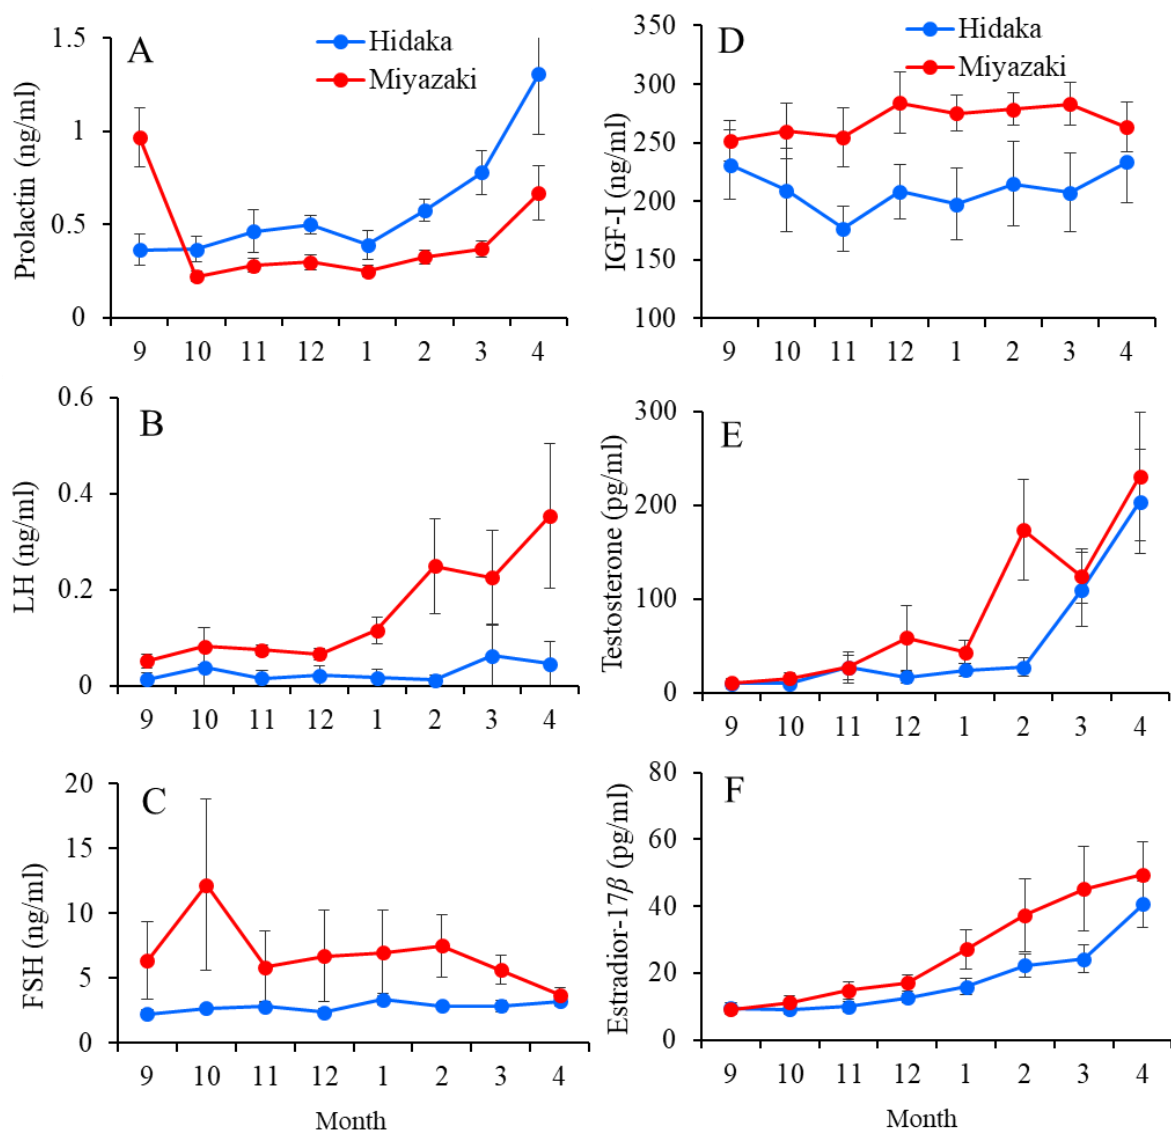 A
Hidaka
Miyazaki
Prolactin (ng/ml)
1.5
1
0.5
0
9 10 11 12 1 2 3 4
D
Hidaka
Miyazaki
IGF-I (ng/ml)
350
300
250
200
150
100
9 10 11 12 1 2 3 4
B
LH (ng/ml)
0.6
0.4
0.2
0
9 10 11 12 1 2 3 4
E
Testosterone (pg/ml)
300
200
100
0
9 10 11 12 1 2 3 4
C
FSH (ng/ml)
20
15
10
5
0
9 10 11 12 1 2 3 4
Month
F
Estradior-17β (pg/ml)
80
60
40
20
0
9 10 11 12 1 2 3 4
Month